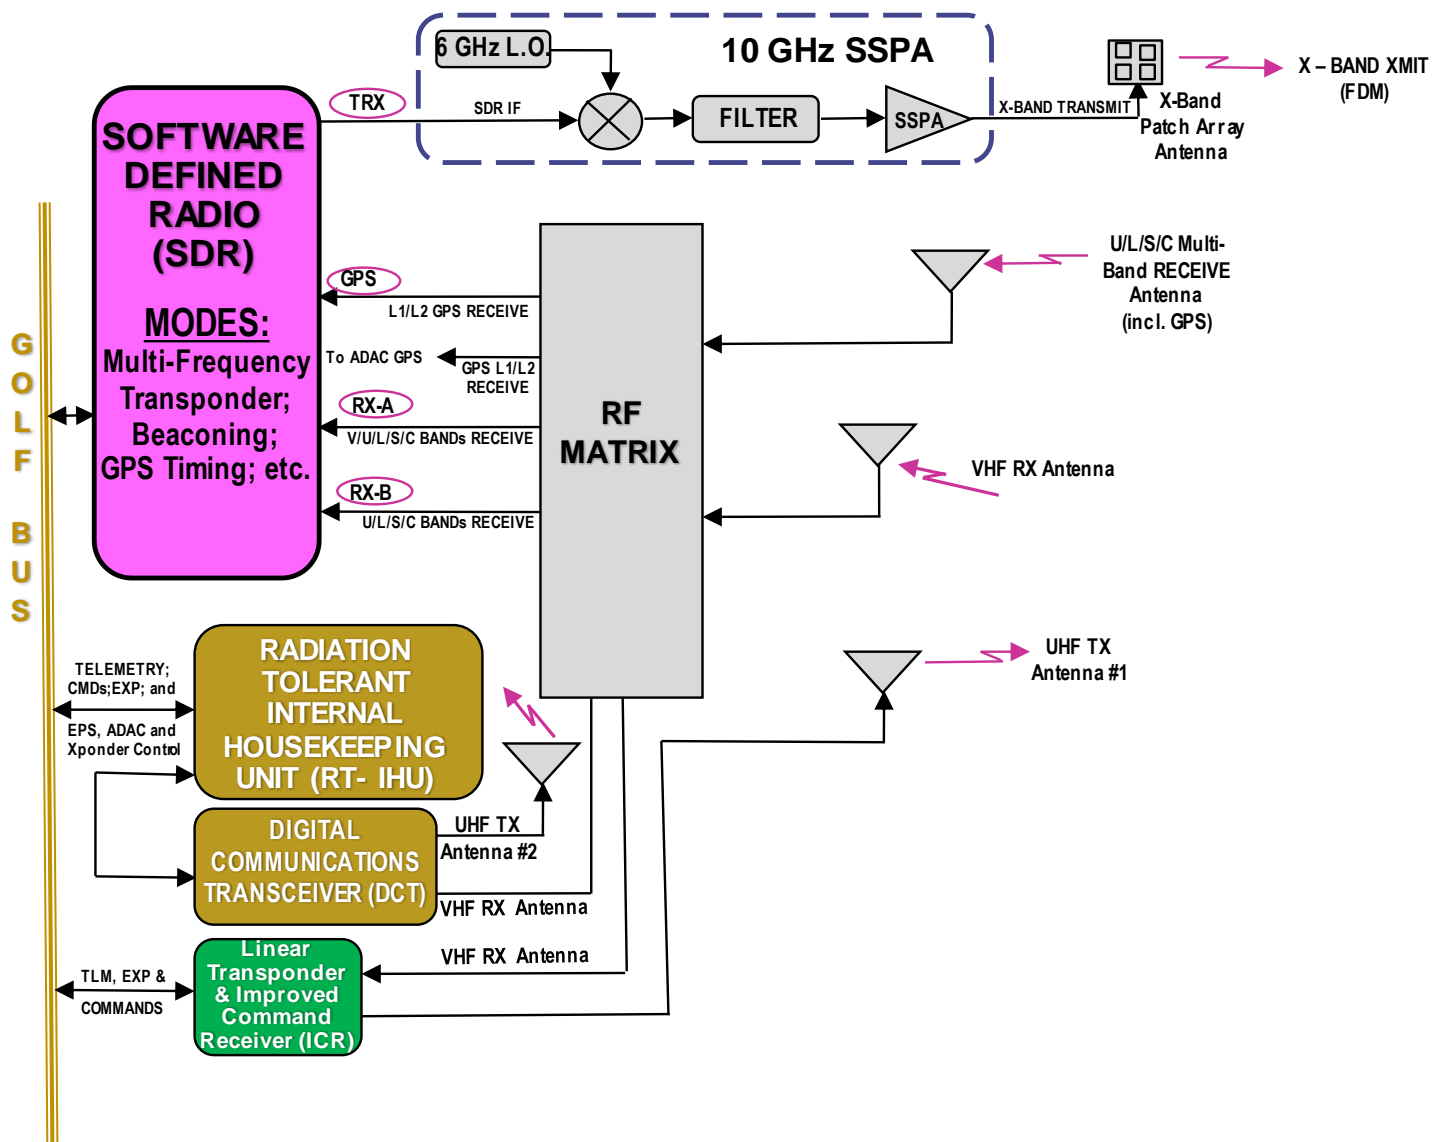 6 GHz L.O.
10 GHz SSPA
TRX
SDR IF
FILTER
SSPA
X-BAND TRANSMIT
X-Band
Patch Array
Antenna
X – BAND XMIT
(FDM)
SOFTWARE
DEFINED
RADIO
(SDR)
MODES:
Multi-Frequency
Transponder;
Beaconing;
GPS Timing; etc.
GPS
L1/L2 GPS RECEIVE
To ADAC GPS
GPS L1/L2
RECEIVE
RX-A
V/U/L/S/C BANDs RECEIVE
RX-B
U/L/S/C BANDs RECEIVE
RF
MATRIX
U/L/S/C Multi-
Band RECEIVE
Antenna
(incl. GPS)
VHF RX Antenna
UHF TX
Antenna #1
G
O
L
F
B
U
S
TELEMETRY;
CMDs;EXP; and
EPS, ADAC and
Xponder Control
RADIATION
TOLERANT
INTERNAL
HOUSEKEEPING
UNIT (RT- IHU)
DIGITAL
COMMUNICATIONS
TRANSCEIVER (DCT)
UHF TX
Antenna #2
VHF RX Antenna
VHF RX Antenna
TLM, EXP &
COMMANDS
Linear
Transponder
& Improved
Command
Receiver (ICR)